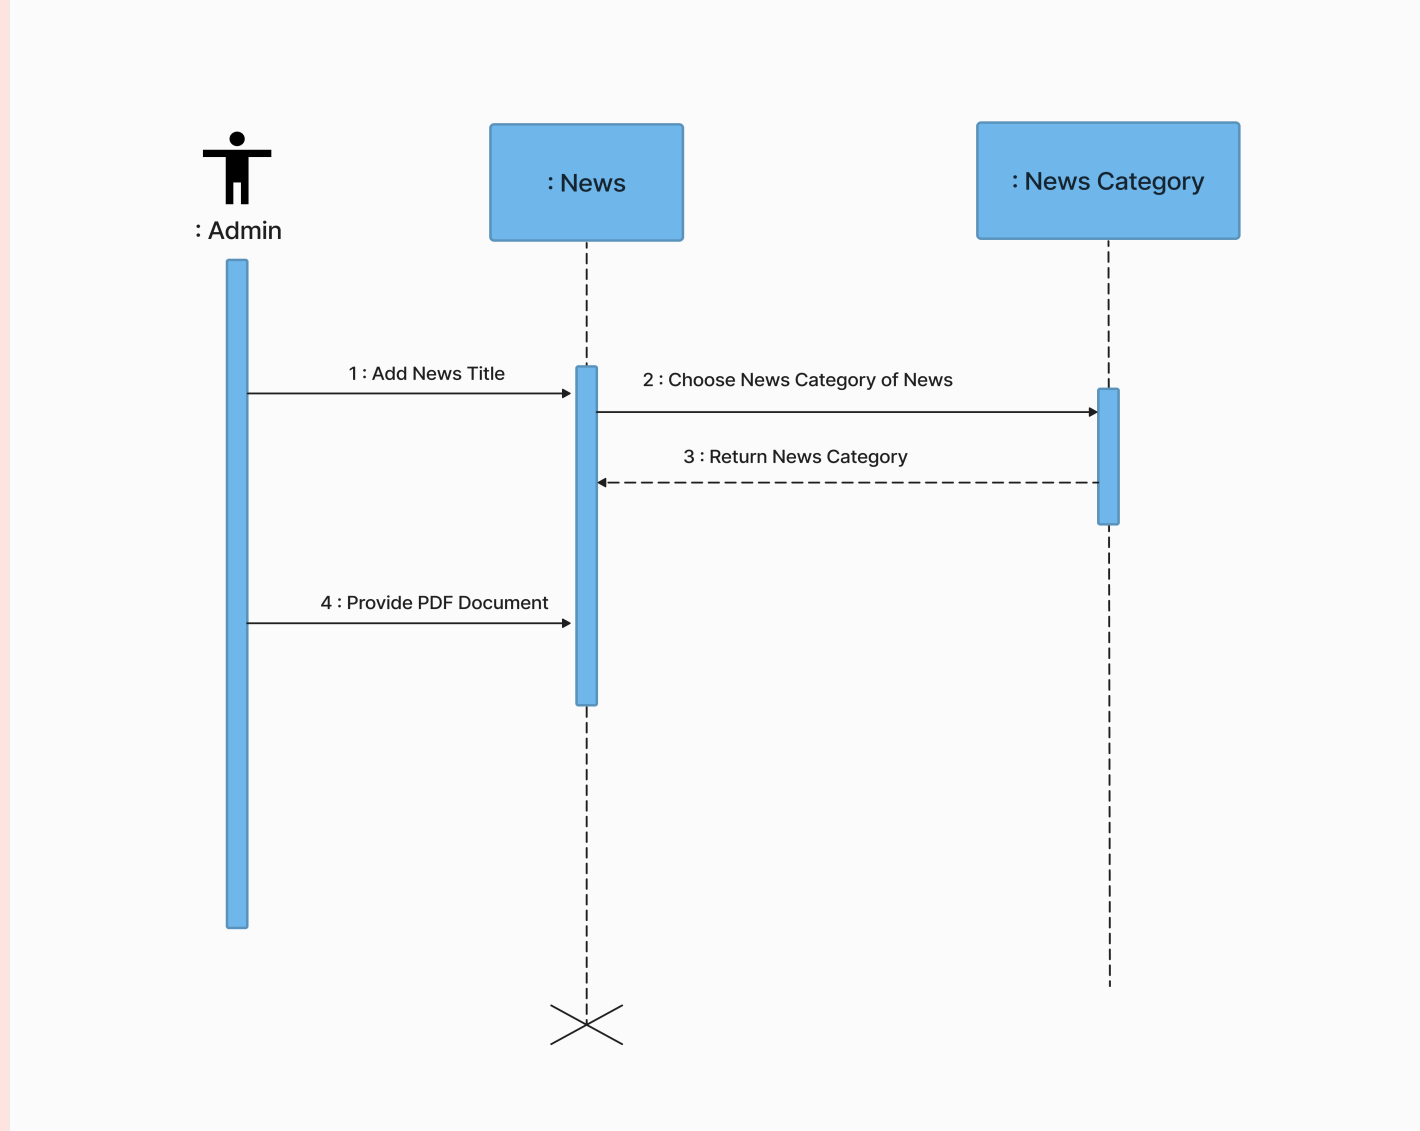 : Admin
: News
: News Category
1 : Add News Title
2 : Choose News Category of News
3 : Return News Category
4 : Provide PDF Document